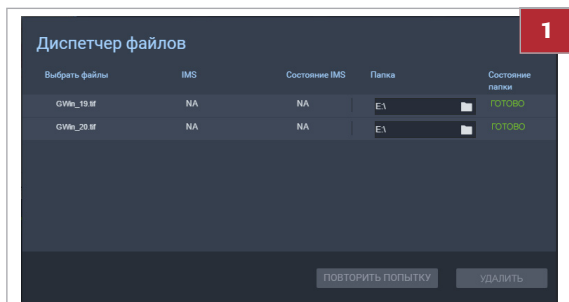 1
Диспетчер файлов
Выбрать файлы IMS Состояние IMS Папка Состояние папки
GWin_19.tif NA NA E:\ ГОТОВО
GWin_20.tif NA NA E:\ ГОТОВО
ПОВТОРИТЬ ПОПЫТКУ УДАЛИТЬ